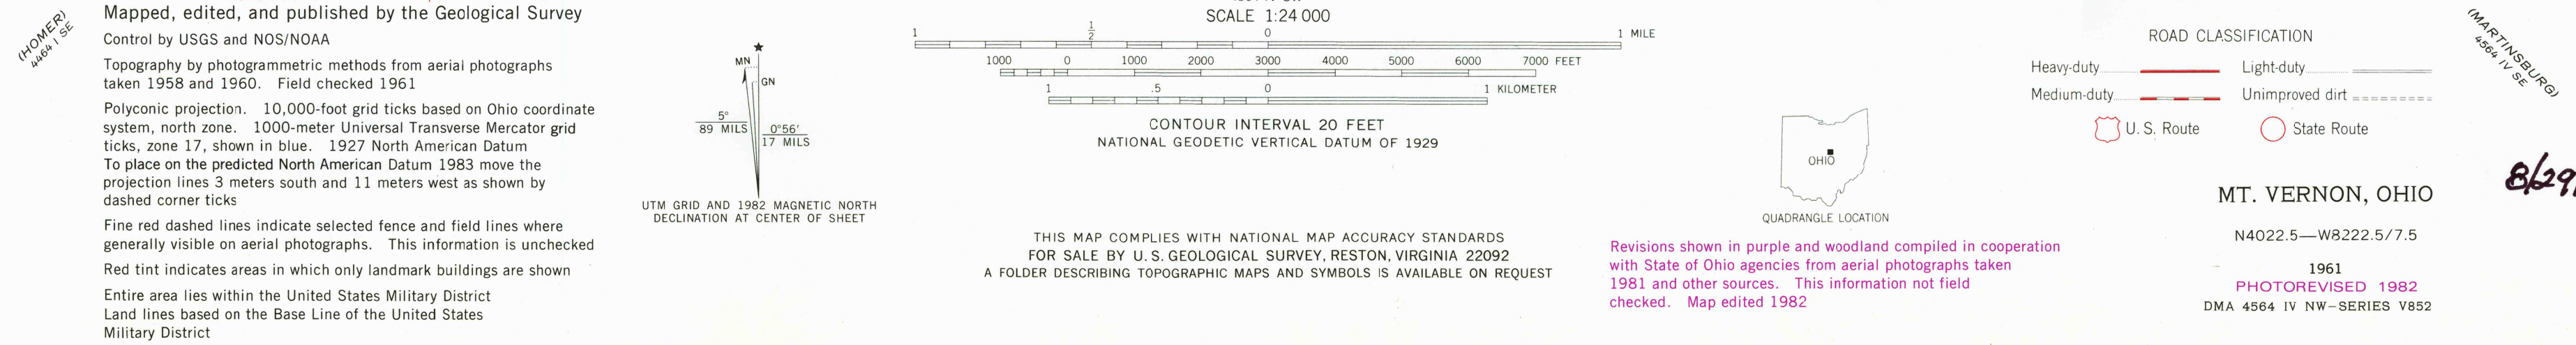 (HOMER)
4464 I SE
Mapped, edited, and published by the Geological Survey
Control by USGS and NOS/NOAA
Topography by photogrammetric methods from aerial photographs
taken 1958 and 1960. Field checked 1961
Polyconic projection. 10,000-foot grid ticks based on Ohio coordinate
system, north zone. 1000-meter Universal Transverse Mercator grid
ticks, zone 17, shown in blue. 1927 North American Datum
To place on the predicted North American Datum 1983 move the
projection lines 3 meters south and 11 meters west as shown by
dashed corner ticks
Fine red dashed lines indicate selected fence and field lines where
generally visible on aerial photographs. This information is unchecked
Red tint indicates areas in which only landmark buildings are shown
Entire area lies within the United States Military District
Land lines based on the Base Line of the United States
Military District
MN
GN
5°
89 MILS
0°56′
17 MILS
UTM GRID AND 1982 MAGNETIC NORTH
DECLINATION AT CENTER OF SHEET
SCALE 1:24 000
1 1/2 0 1 MILE
1000 0 1000 2000 3000 4000 5000 6000 7000 FEET
1 .5 0 1 KILOMETER
CONTOUR INTERVAL 20 FEET
NATIONAL GEODETIC VERTICAL DATUM OF 1929
THIS MAP COMPLIES WITH NATIONAL MAP ACCURACY STANDARDS
FOR SALE BY U. S. GEOLOGICAL SURVEY, RESTON, VIRGINIA 22092
A FOLDER DESCRIBING TOPOGRAPHIC MAPS AND SYMBOLS IS AVAILABLE ON REQUEST
OHIO
QUADRANGLE LOCATION
Revisions shown in purple and woodland compiled in cooperation
with State of Ohio agencies from aerial photographs taken
1981 and other sources. This information not field
checked. Map edited 1982
ROAD CLASSIFICATION
Heavy-duty Light-duty
Medium-duty Unimproved dirt
U. S. Route State Route
(MARTINSBURG)
4564 IV SE
MT. VERNON, OHIO
N4022.5—W8222.5/7.5
1961
PHOTOREVISED 1982
DMA 4564 IV NW–SERIES V852
8/29